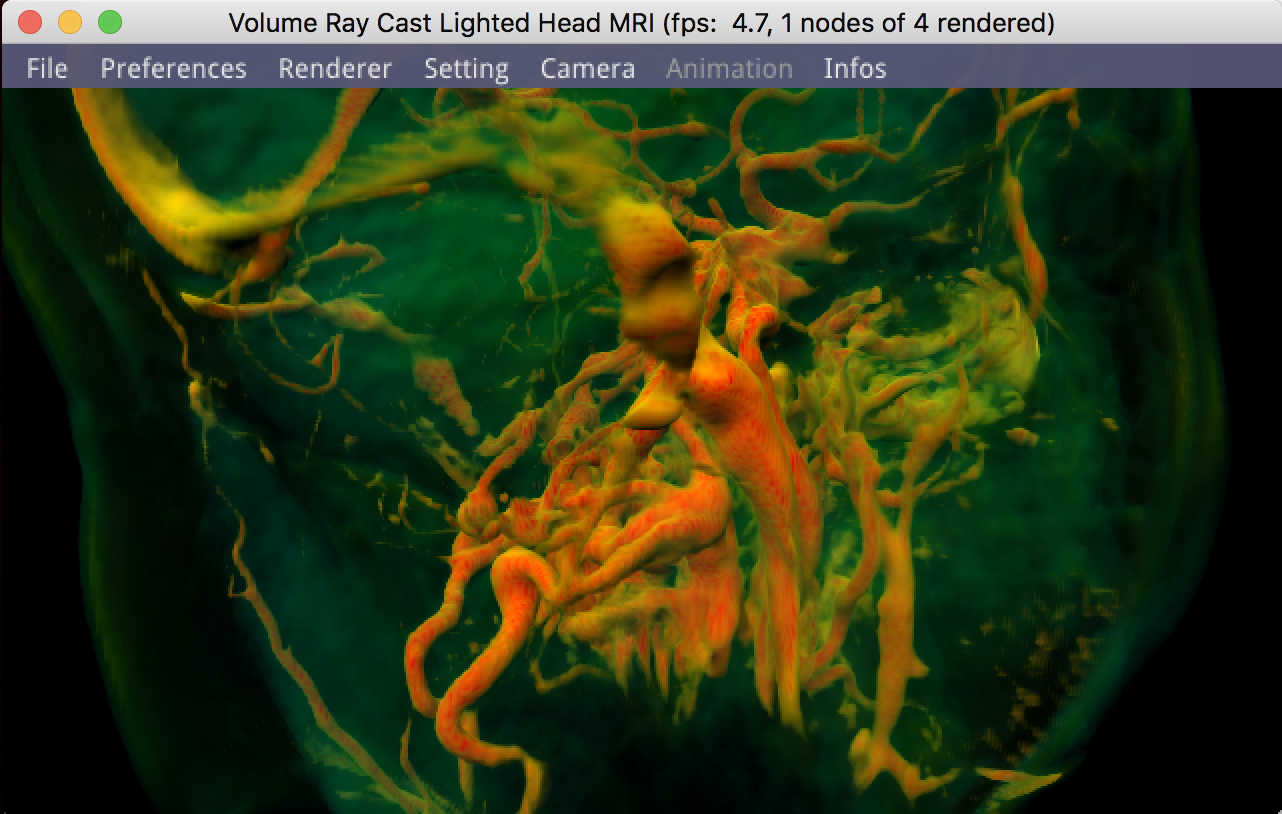 Volume Ray Cast Lighted Head MRI (fps:  4.7, 1 nodes of 4 rendered)
File Preferences Renderer Setting Camera Animation Infos